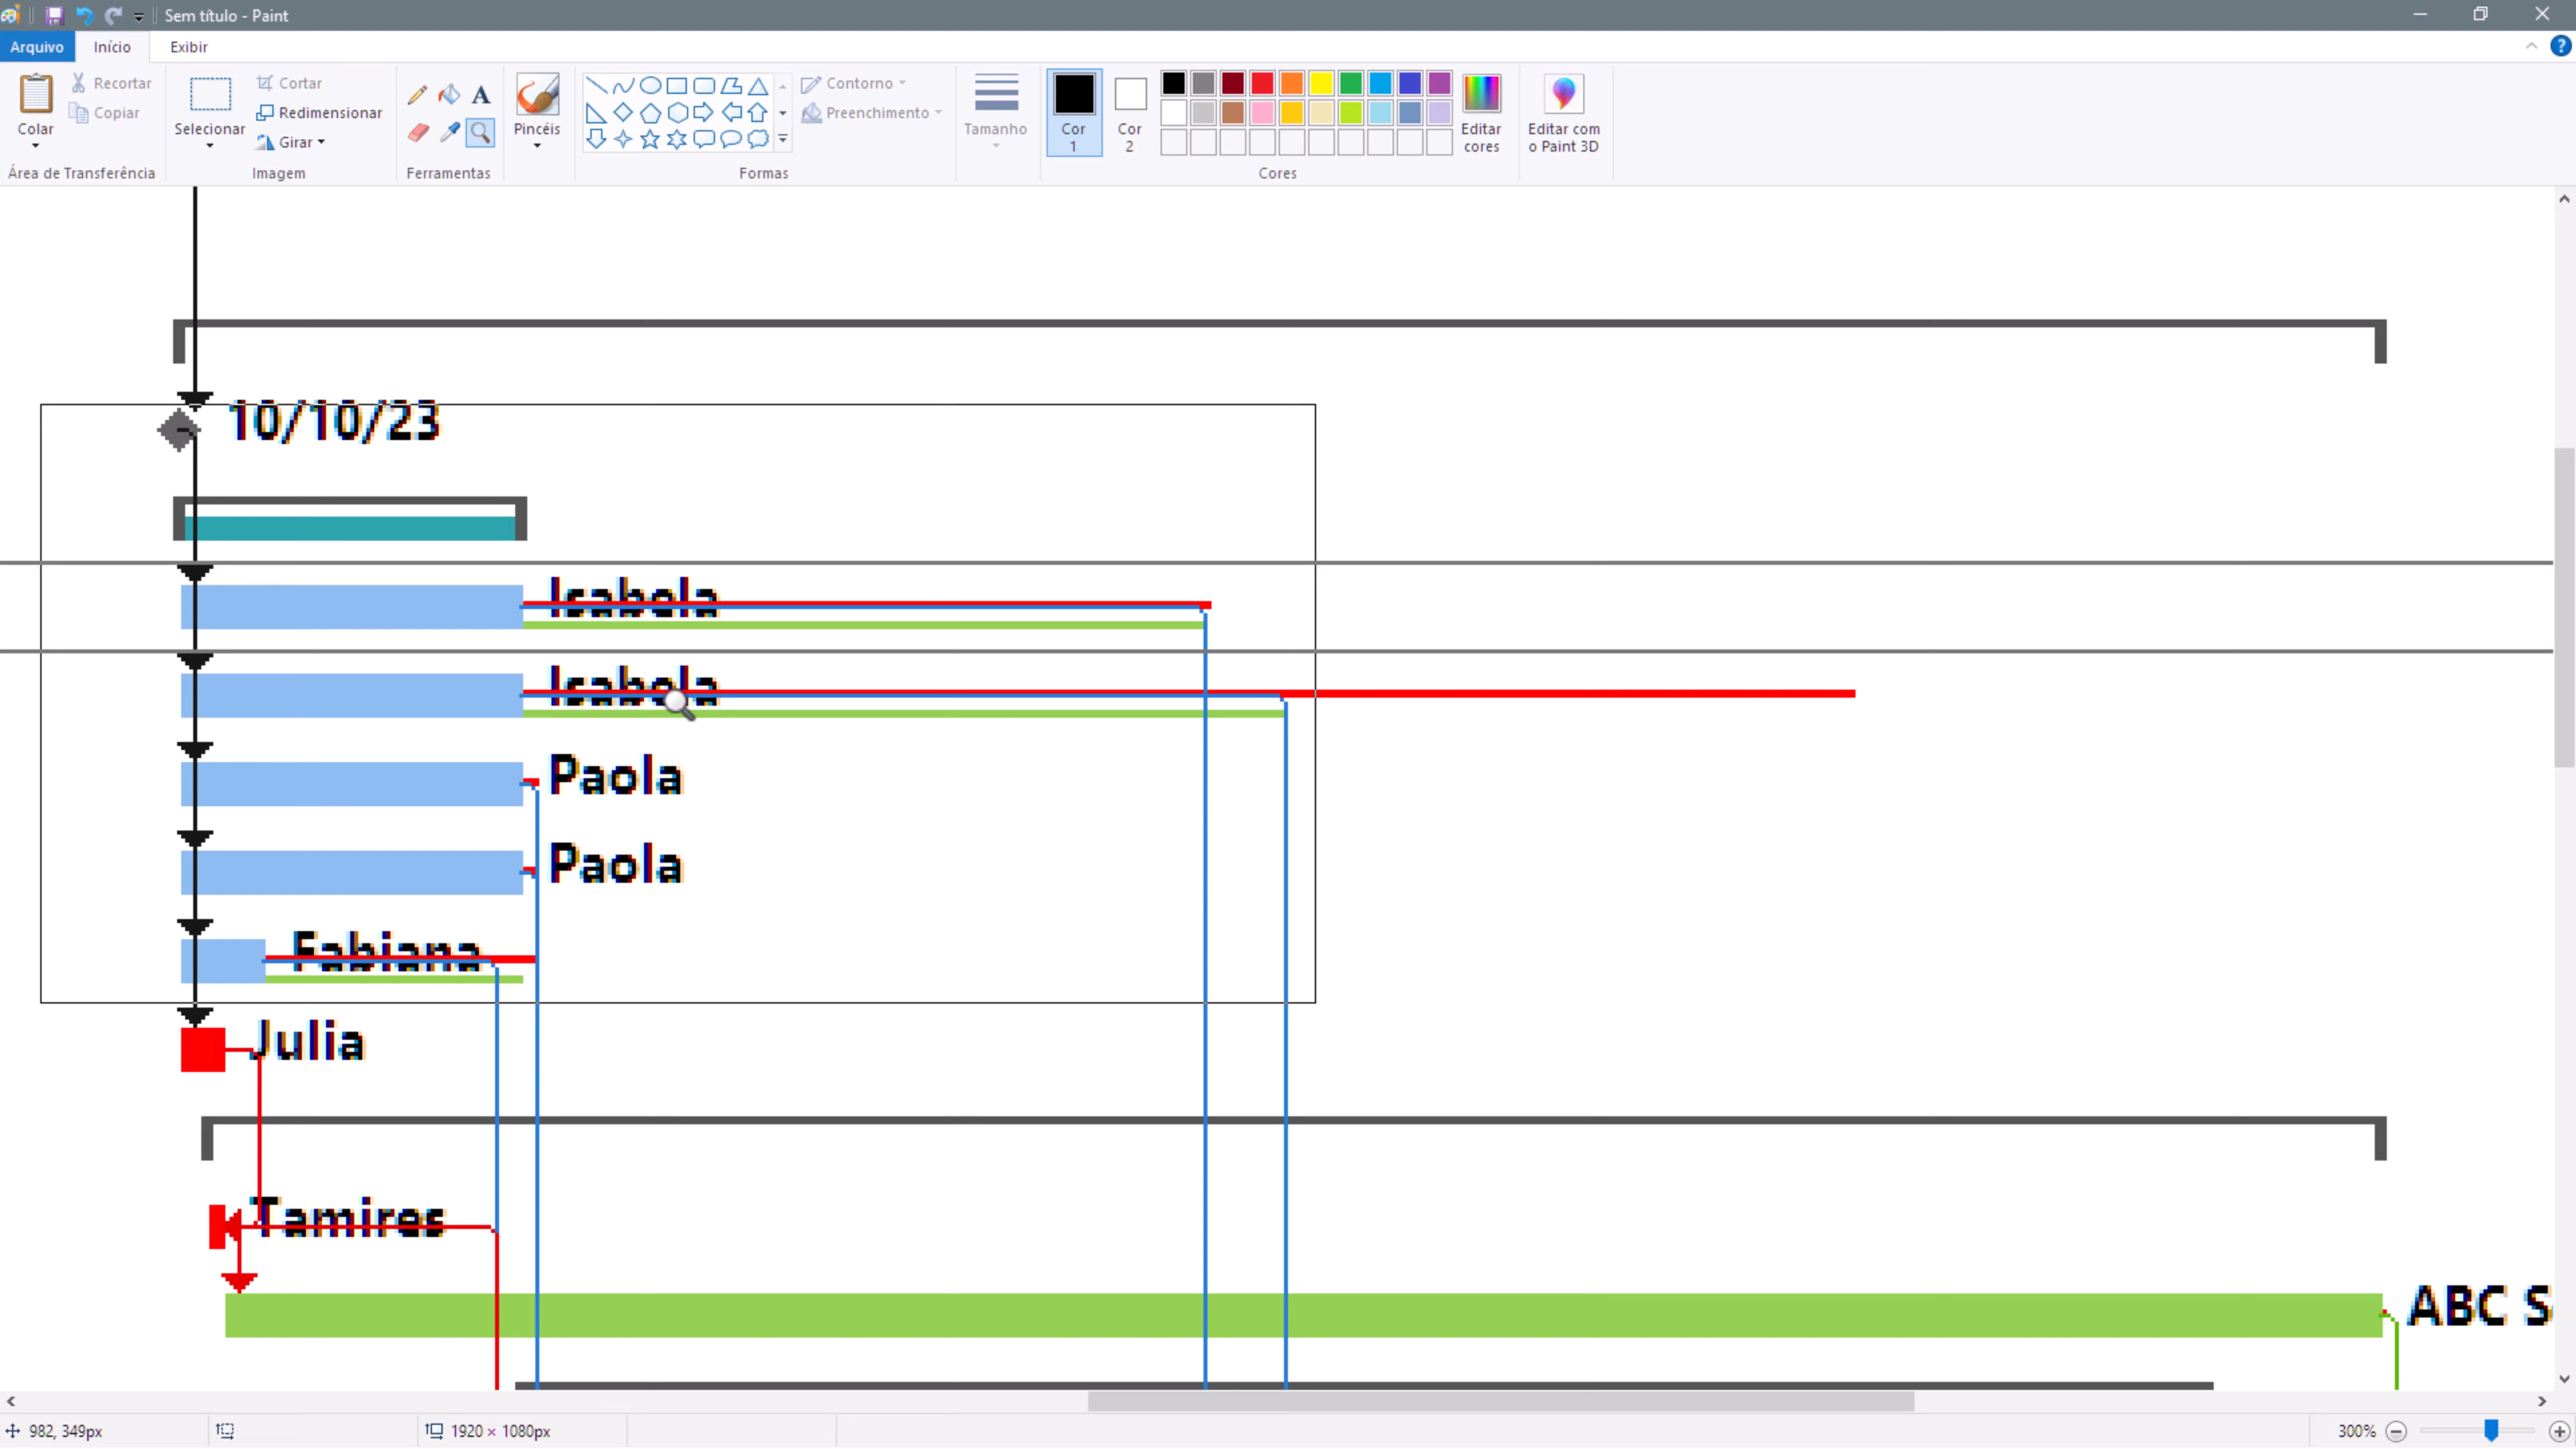 Sem título - Paint
Arquivo
Início
Exibir
Colar
Recortar
Copiar
Área de Transferência
Selecionar
Cortar
Redimensionar
Girar
Imagem
A
Ferramentas
Pincéis
Contorno
Preenchimento
Formas
Tamanho
Cor
1
Cor
2
Cores
Editar
cores
Editar com
o Paint 3D
10/10/23
Isabela
Isabela
Paola
Paola
Fabiana
Julia
Tamires
ABC S
982, 349px
1920 × 1080px
300%